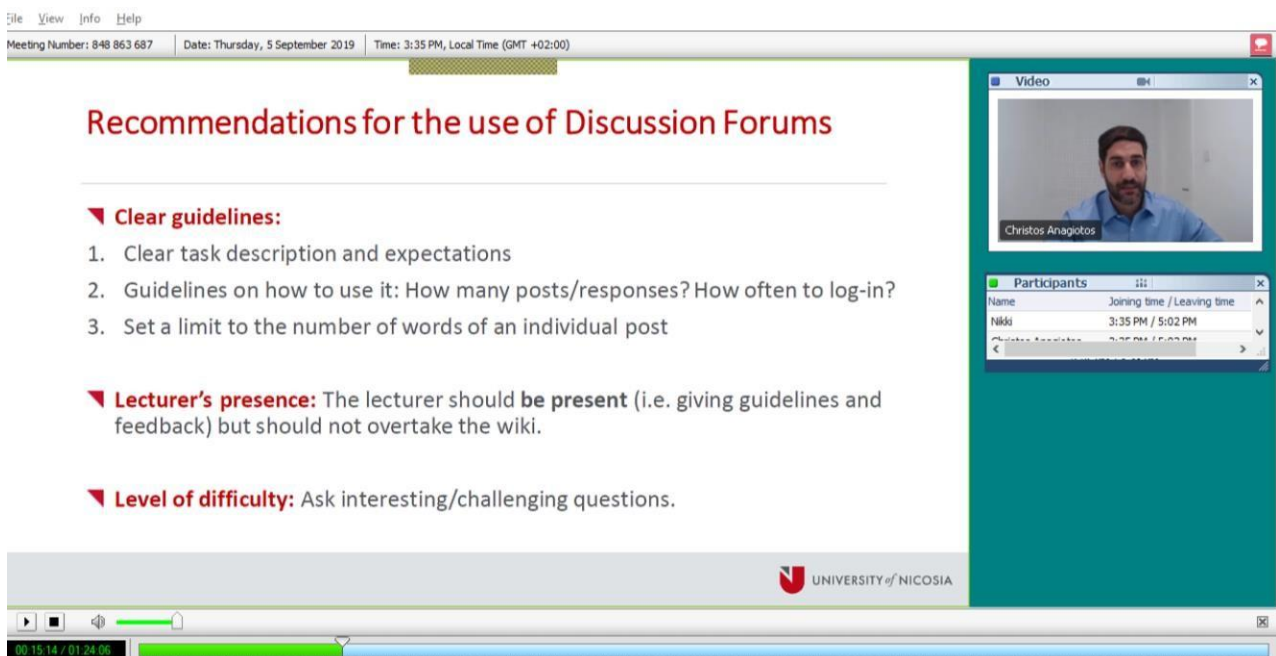 File View Info Help
Meeting Number: 848 863 687 Date: Thursday, 5 September 2019 Time: 3:35 PM, Local Time (GMT +02:00)
Recommendations for the use of Discussion Forums
Clear guidelines:
1. Clear task description and expectations
2. Guidelines on how to use it: How many posts/responses? How often to log-in?
3. Set a limit to the number of words of an individual post
Lecturer's presence: The lecturer should be present (i.e. giving guidelines and
feedback) but should not overtake the wiki.
Level of difficulty: Ask interesting/challenging questions.
UNIVERSITY of NICOSIA
Video
Christos Anagiotos
Participants
Name Joining time / Leaving time
Nikki 3:35 PM / 5:02 PM
00:15:14 / 01:24:06